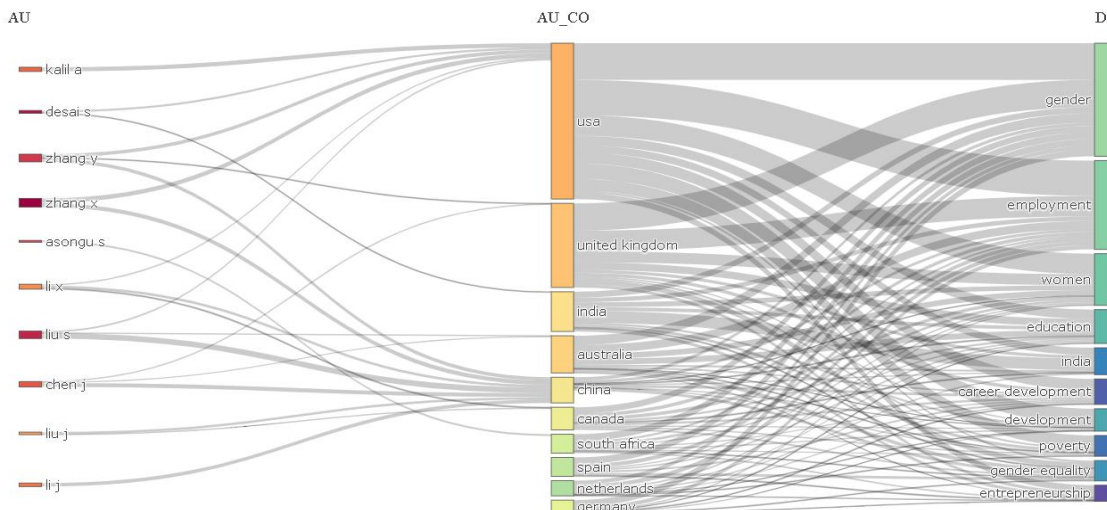 AU
AU_CO
D
kalil a
desai s
zhang y
zhang x
asongu s
li x
liu s
chen j
liu j
li j
usa
united kingdom
india
australia
china
canada
south africa
spain
netherlands
germany
gender
employment
women
education
india
career development
development
poverty
gender equality
entrepreneurship